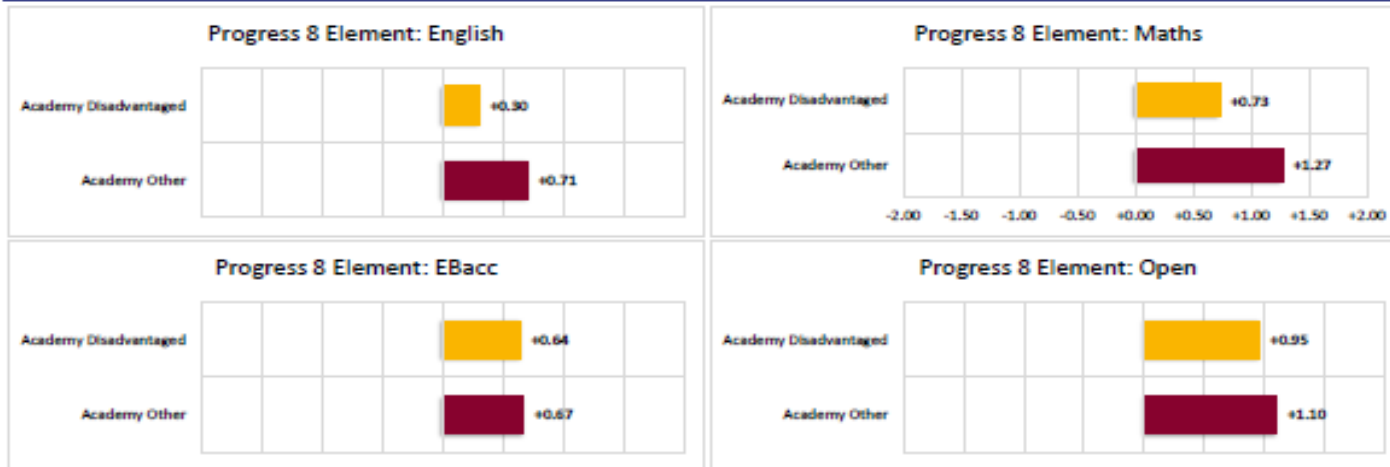 Progress 8 Element: English
Academy Disadvantaged
+0.30
Academy Other
+0.71
Progress 8 Element: Maths
Academy Disadvantaged
+0.73
Academy Other
+1.27
-2.00 -1.50 -1.00 -0.50 +0.00 +0.50 +1.00 +1.50 +2.00
Progress 8 Element: EBacc
Academy Disadvantaged
+0.64
Academy Other
+0.67
Progress 8 Element: Open
Academy Disadvantaged
+0.95
Academy Other
+1.10